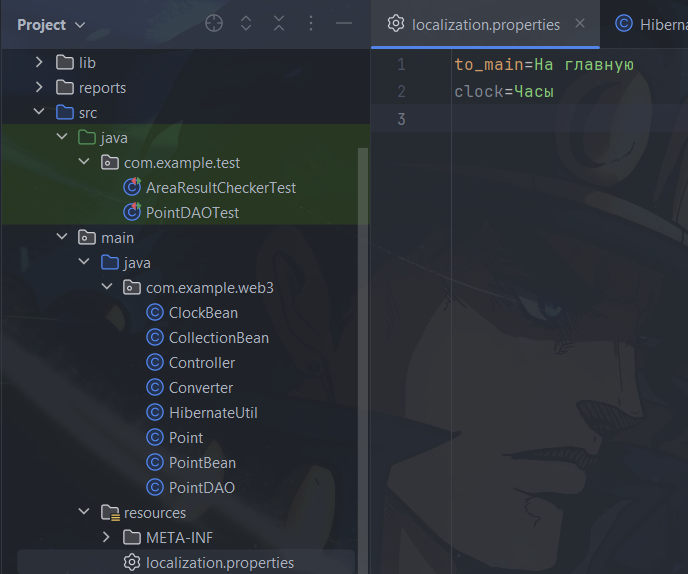 Project
lib
reports
src
java
com.example.test
AreaResultCheckerTest
PointDAOTest
main
java
com.example.web3
ClockBean
CollectionBean
Controller
Converter
HibernateUtil
Point
PointBean
PointDAO
resources
META-INF
localization.properties
localization.properties
Hiberna
1 to_main=На главную
2 clock=Часы
3